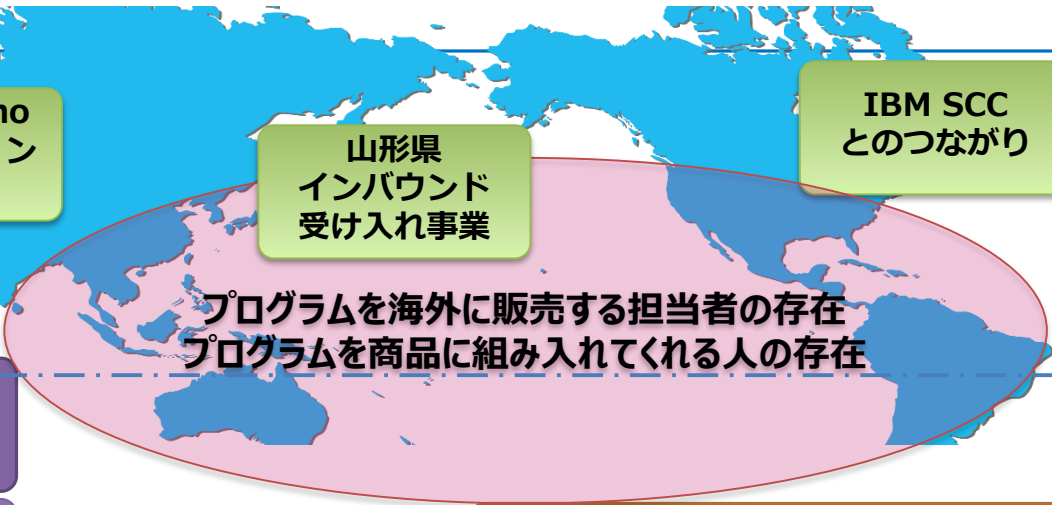 no
ン
山形県
インバウンド
受け入れ事業
IBM SCC
とのつながり
プログラムを海外に販売する担当者の存在
プログラムを商品に組み入れてくれる人の存在